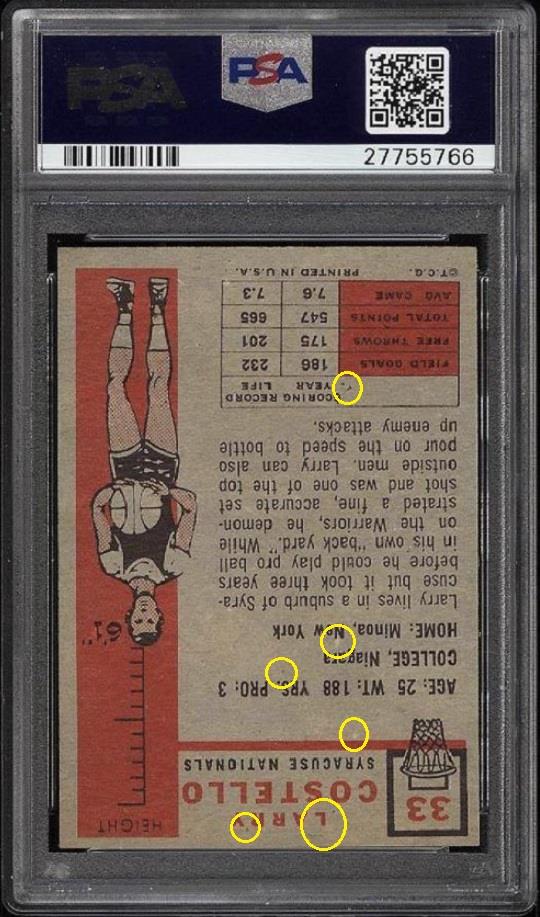 PSA
PSA
27755766
HEIGHT
33
LARRY
COSTELLO
SYRACUSE NATIONALS
AGE: 25 WT: 188 YRS. PRO: 3
COLLEGE, Niagara
HOME: Minoa, New York
6'1"
Larry lives in a suburb of Syra-
cuse but it took three years
before he could play pro ball
in his own "back yard". While
on the Warriors, he demon-
strated a fine, accurate set
shot and was one of the top
outside men. Larry can also
pour on the speed to bottle
up enemy attacks.
SCORING RECORD
YEAR LIFE
FIELD GOALS 186 232
FREE THROWS 175 201
TOTAL POINTS 547 665
AVG GAME 7.6 7.3
©T.C.G. PRINTED IN U.S.A.